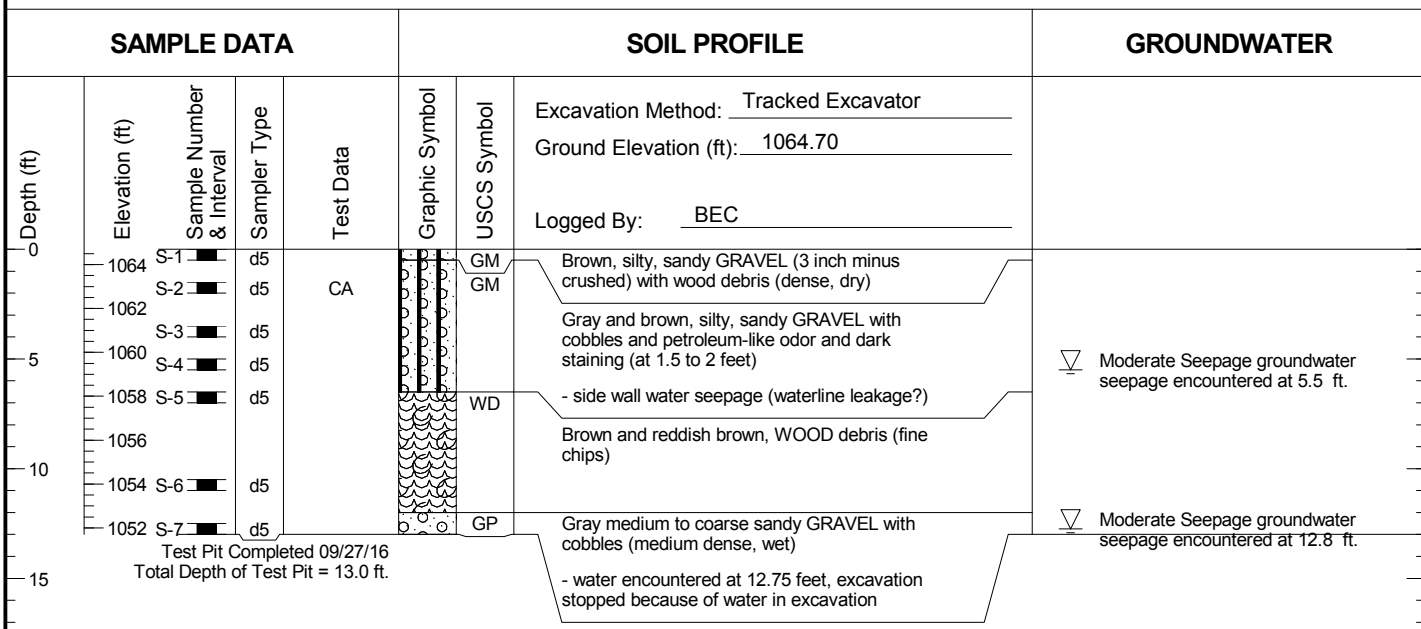 SAMPLE DATA
SOIL PROFILE
GROUNDWATER
Depth (ft)
Elevation (ft)
Sample Number
& Interval
Sampler Type
Test Data
Graphic Symbol
USCS Symbol
Excavation Method: Tracked Excavator
Ground Elevation (ft): 1064.70
Logged By: BEC
0
5
10
15
1064
1062
1060
1058
1056
1054
1052
S-1 d5
S-2 d5 CA
S-3 d5
S-4 d5
S-5 d5
S-6 d5
S-7 d5
GM
GM
WD
GP
Brown, silty, sandy GRAVEL (3 inch minus
crushed) with wood debris (dense, dry)
Gray and brown, silty, sandy GRAVEL with
cobbles and petroleum-like odor and dark
staining (at 1.5 to 2 feet)
- side wall water seepage (waterline leakage?)
Brown and reddish brown, WOOD debris (fine
chips)
Gray medium to coarse sandy GRAVEL with
cobbles (medium dense, wet)
- water encountered at 12.75 feet, excavation
stopped because of water in excavation
Moderate Seepage groundwater
seepage encountered at 5.5 ft.
Moderate Seepage groundwater
seepage encountered at 12.8 ft.
Test Pit Completed 09/27/16
Total Depth of Test Pit = 13.0 ft.